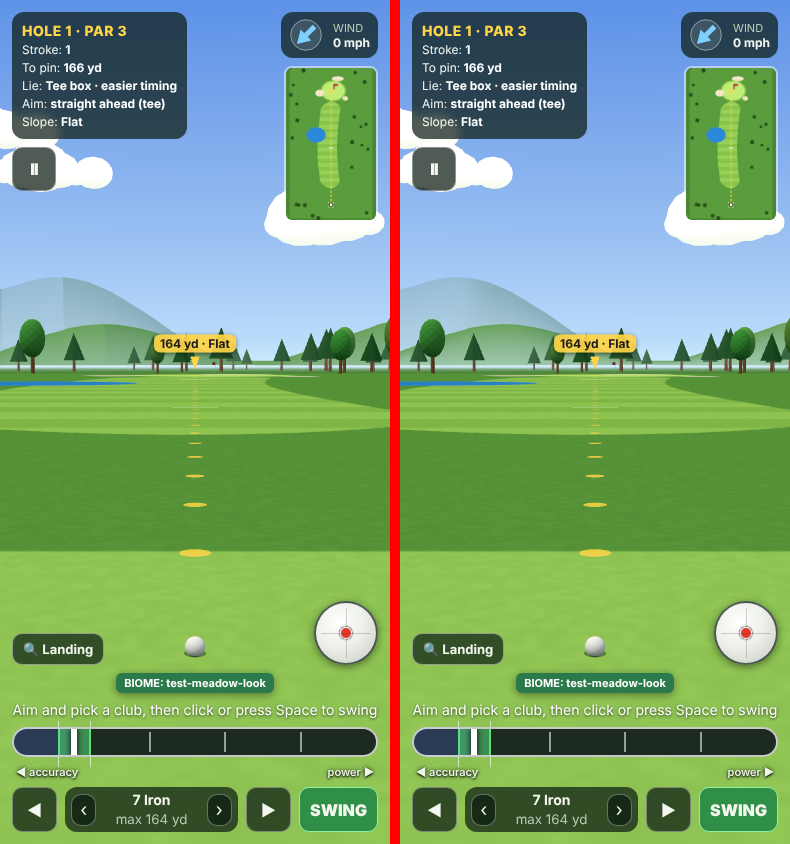 HOLE 1 · PAR 3
Stroke: 1
To pin: 166 yd
Lie: Tee box · easier timing
Aim: straight ahead (tee)
Slope: Flat
WIND
0 mph
164 yd · Flat
🔍 Landing
BIOME: test-meadow-look
Aim and pick a club, then click or press Space to swing
◀ accuracy
power ▶
◀
‹
7 Iron
max 164 yd
›
▶
SWING
HOLE 1 · PAR 3
Stroke: 1
To pin: 166 yd
Lie: Tee box · easier timing
Aim: straight ahead (tee)
Slope: Flat
WIND
0 mph
164 yd · Flat
🔍 Landing
BIOME: test-meadow-look
Aim and pick a club, then click or press Space to swing
◀ accuracy
power ▶
◀
‹
7 Iron
max 164 yd
›
▶
SWING